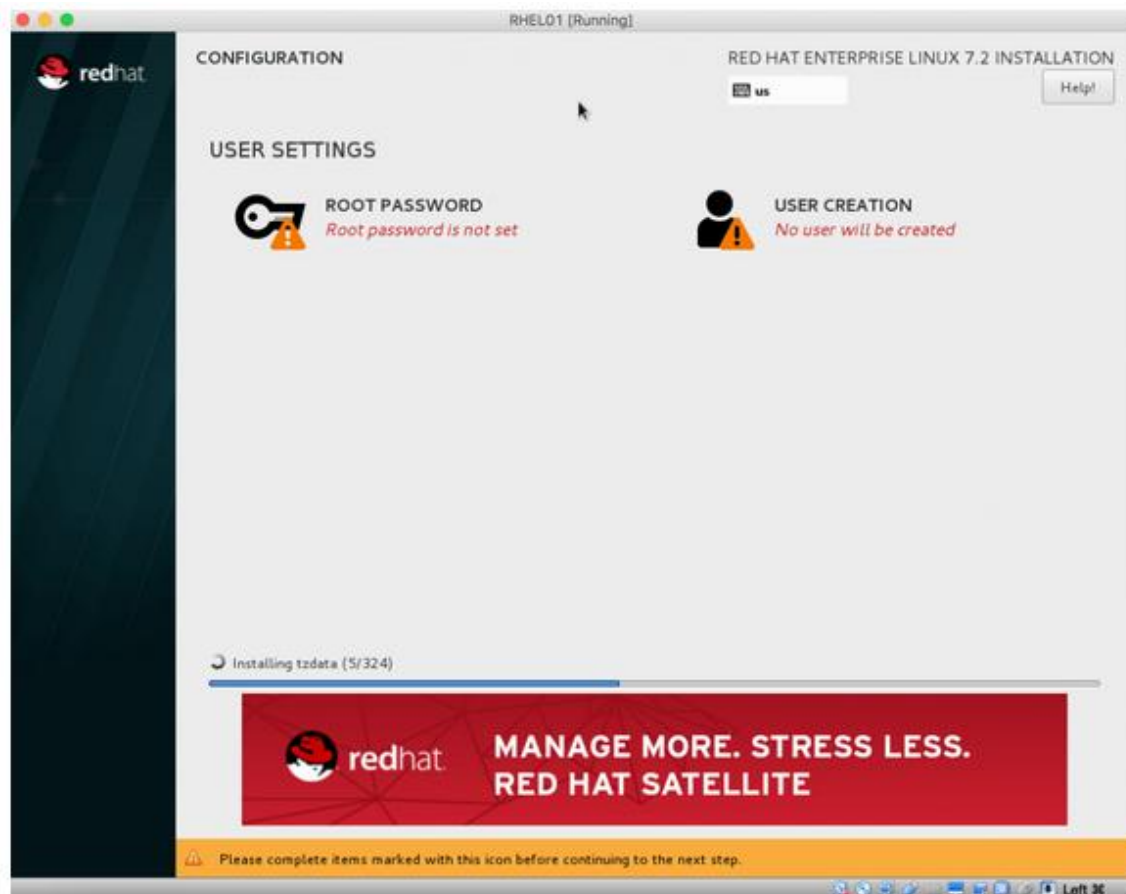 RHEL01 [Running]
redhat
CONFIGURATION
RED HAT ENTERPRISE LINUX 7.2 INSTALLATION
us
Help!
USER SETTINGS
ROOT PASSWORD
Root password is not set
USER CREATION
No user will be created
Installing tzdata (5/324)
redhat.
MANAGE MORE. STRESS LESS.
RED HAT SATELLITE
Please complete items marked with this icon before continuing to the next step.
Left ⌘